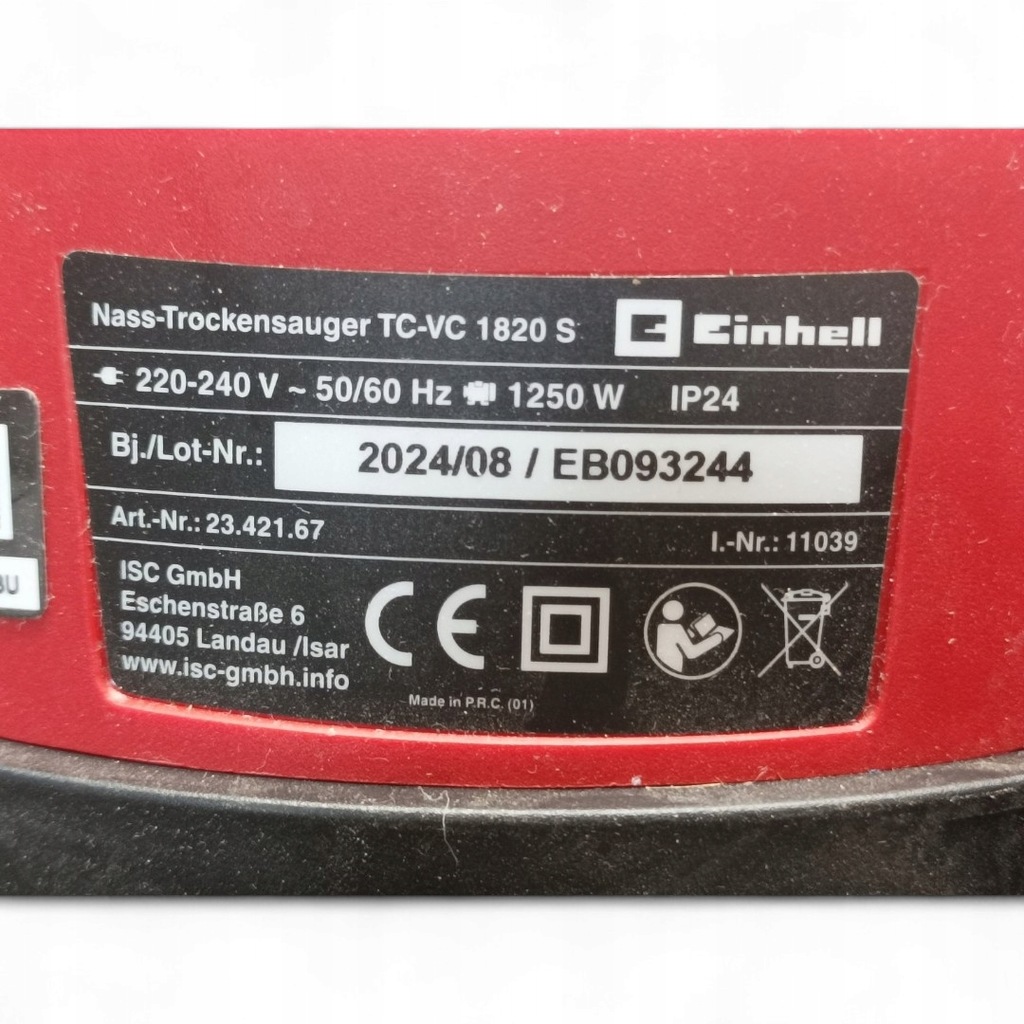 Nass-Trockensauger TC-VC 1820 S Einhell
220-240 V ~ 50/60 Hz 1250 W IP24
Bj./Lot-Nr.: 2024/08 / EB093244
Art.-Nr.: 23.421.67 I.-Nr.: 11039
ISC GmbH
Eschenstraße 6
94405 Landau /Isar
www.isc-gmbh.info
CE
Made in P.R.C. (01)